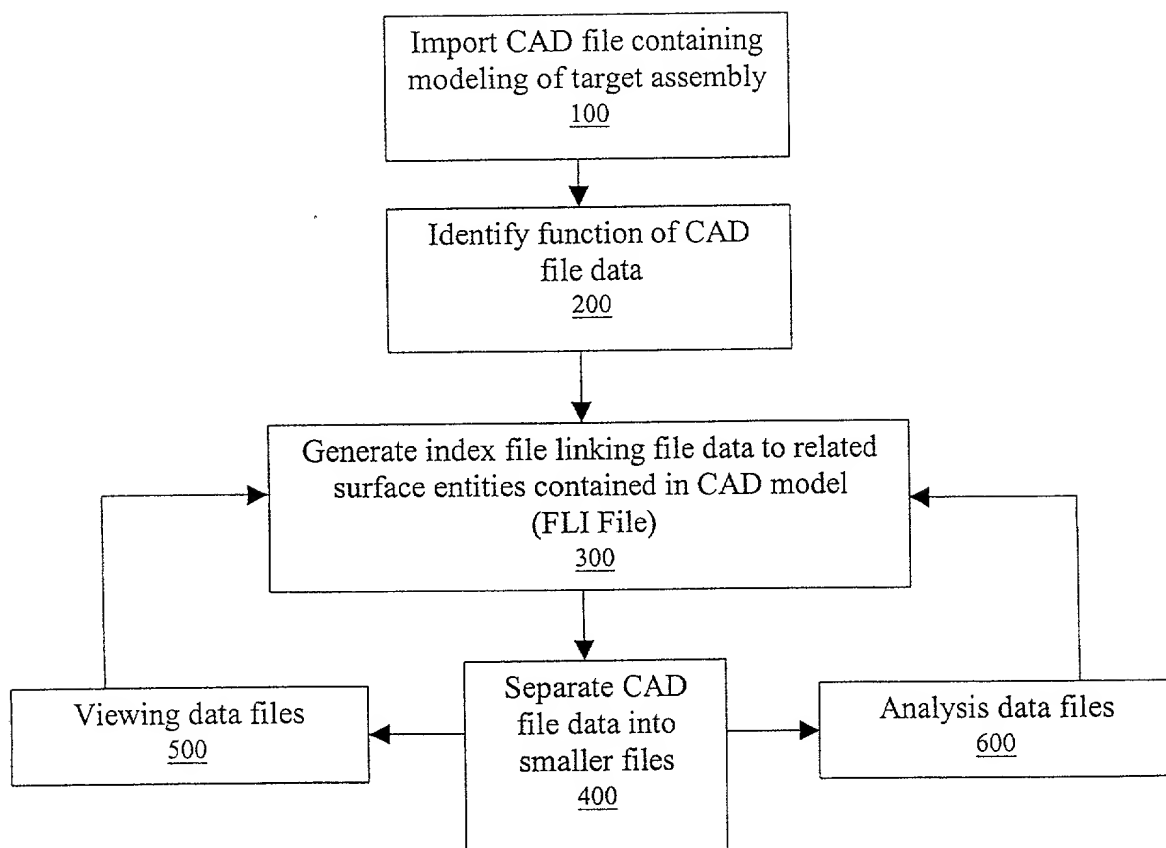 Import CAD file containing
modeling of target assembly
100
Identify function of CAD
file data
200
Generate index file linking file data to related
surface entities contained in CAD model
(FLI File)
300
Viewing data files
500
Separate CAD
file data into
smaller files
400
Analysis data files
600